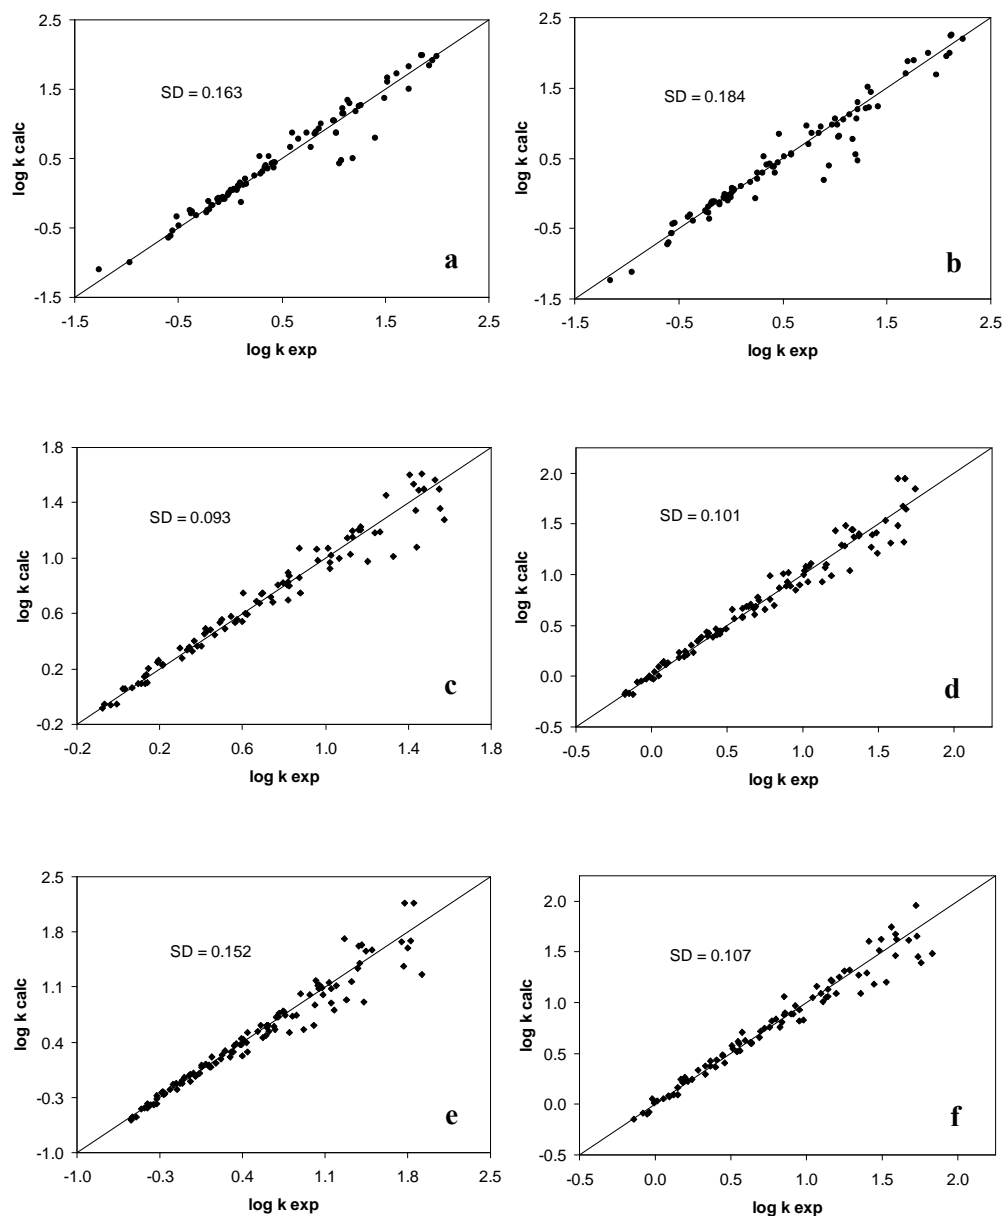 2.5
1.5
0.5
-0.5
-1.5
log k calc
SD = 0.163
a
-1.5 -0.5 0.5 1.5 2.5
log k exp
2.5
1.5
0.5
-0.5
-1.5
log k calc
SD = 0.184
b
-1.5 -0.5 0.5 1.5 2.5
log k exp
1.8
1.4
1.0
0.6
0.2
-0.2
log k calc
SD = 0.093
c
-0.2 0.2 0.6 1.0 1.4 1.8
log k exp
2.0
1.5
1.0
0.5
0.0
-0.5
log k calc
SD = 0.101
d
-0.5 0.0 0.5 1.0 1.5 2.0
log k exp
2.5
1.8
1.1
0.4
-0.3
-1.0
log k calc
SD = 0.152
e
-1.0 -0.3 0.4 1.1 1.8 2.5
log k exp
2.0
1.5
1.0
0.5
0.0
-0.5
log k calc
SD = 0.107
f
-0.5 0.0 0.5 1.0 1.5 2.0
log k exp